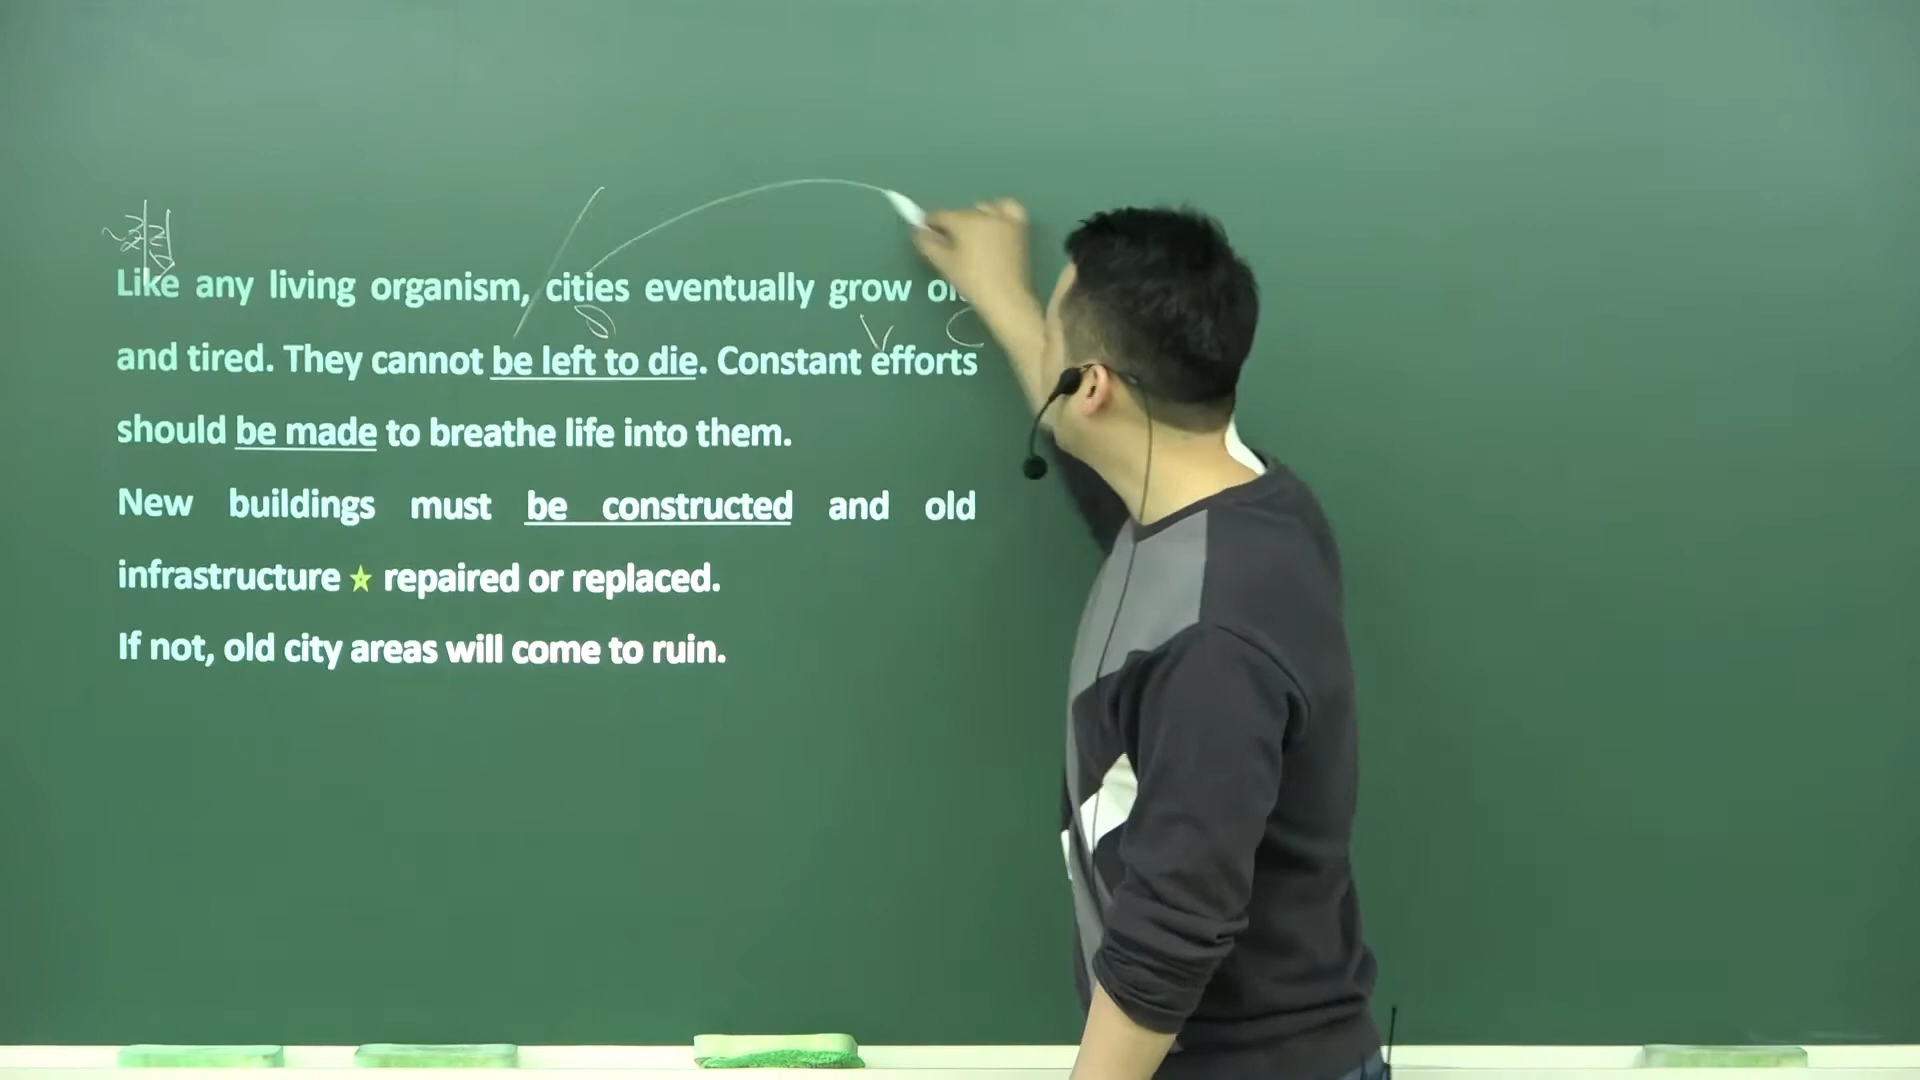 Like any living organism, cities eventually grow
and tired. They cannot be left to die. Constant efforts
should be made to breathe life into them.
New buildings must be constructed and old
infrastructure ★ repaired or replaced.
If not, old city areas will come to ruin.
V
C